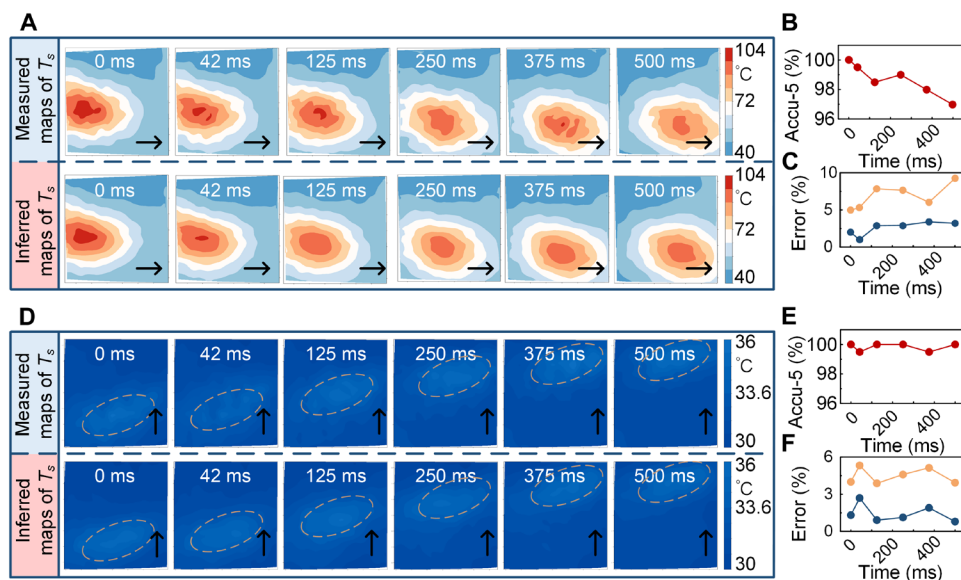 A
Measured maps of Tₛ
0 ms 42 ms 125 ms 250 ms 375 ms 500 ms
104
°C
72
40
Inferred maps of Tₛ
0 ms 42 ms 125 ms 250 ms 375 ms 500 ms
104
°C
72
40
B
Accu-5 (%)
100
98
96
0 200 400
Time (ms)
C
Error (%)
10
5
0
0 200 400
Time (ms)
D
Measured maps of Tₛ
0 ms 42 ms 125 ms 250 ms 375 ms 500 ms
36
°C
33.6
30
Inferred maps of Tₛ
0 ms 42 ms 125 ms 250 ms 375 ms 500 ms
36
°C
33.6
30
E
Accu-5 (%)
100
98
96
0 200 400
Time (ms)
F
Error (%)
6
3
0
0 200 400
Time (ms)